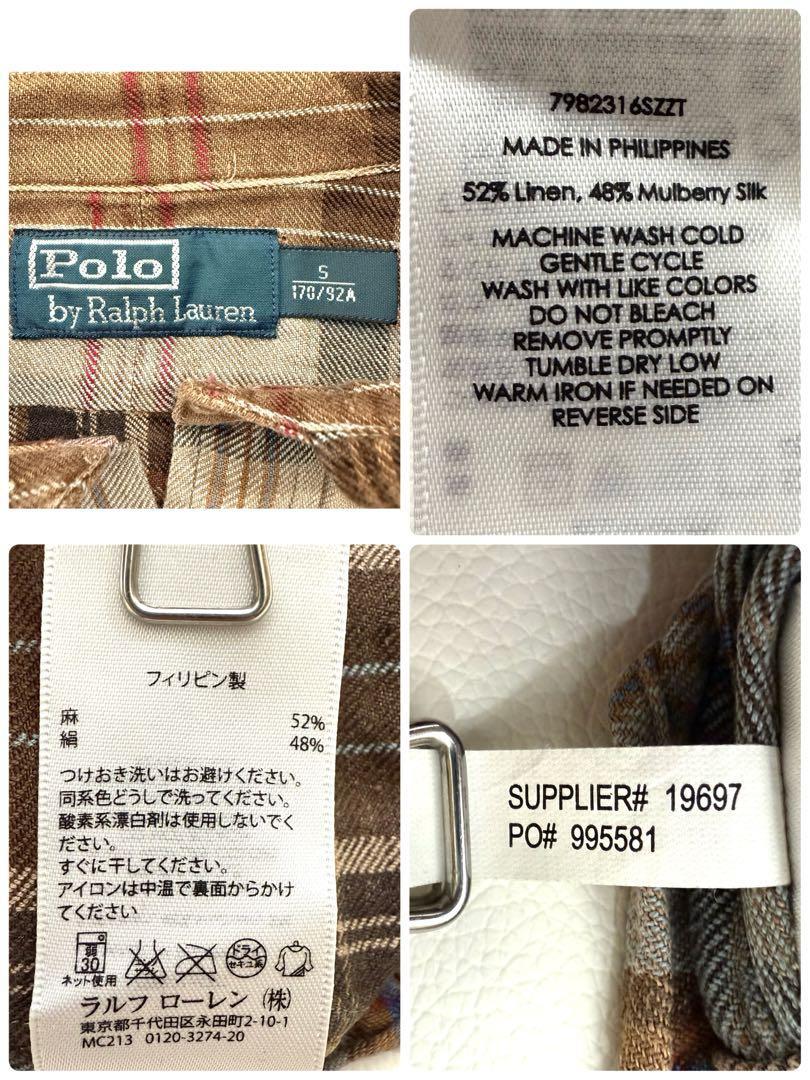 Polo
by Ralph Lauren
S
170/92A
7982316SZZT
MADE IN PHILIPPINES
52% Linen, 48% Mulberry Silk
MACHINE WASH COLD
GENTLE CYCLE
WASH WITH LIKE COLORS
DO NOT BLEACH
REMOVE PROMPTLY
TUMBLE DRY LOW
WARM IRON IF NEEDED ON
REVERSE SIDE
フィリピン製
麻 52%
絹 48%
つけおき洗いはお避けください。
同系色どうしで洗ってください。
酸素系漂白剤は使用しないでく
ださい。
すぐに干してください。
アイロンは中温で裏面からかけ
てください
弱
30
ネット使用
ドライ
セキユ系
ラルフ ローレン (株)
東京都千代田区永田町2-10-1
MC213 0120-3274-20
SUPPLIER# 19697
PO# 995581